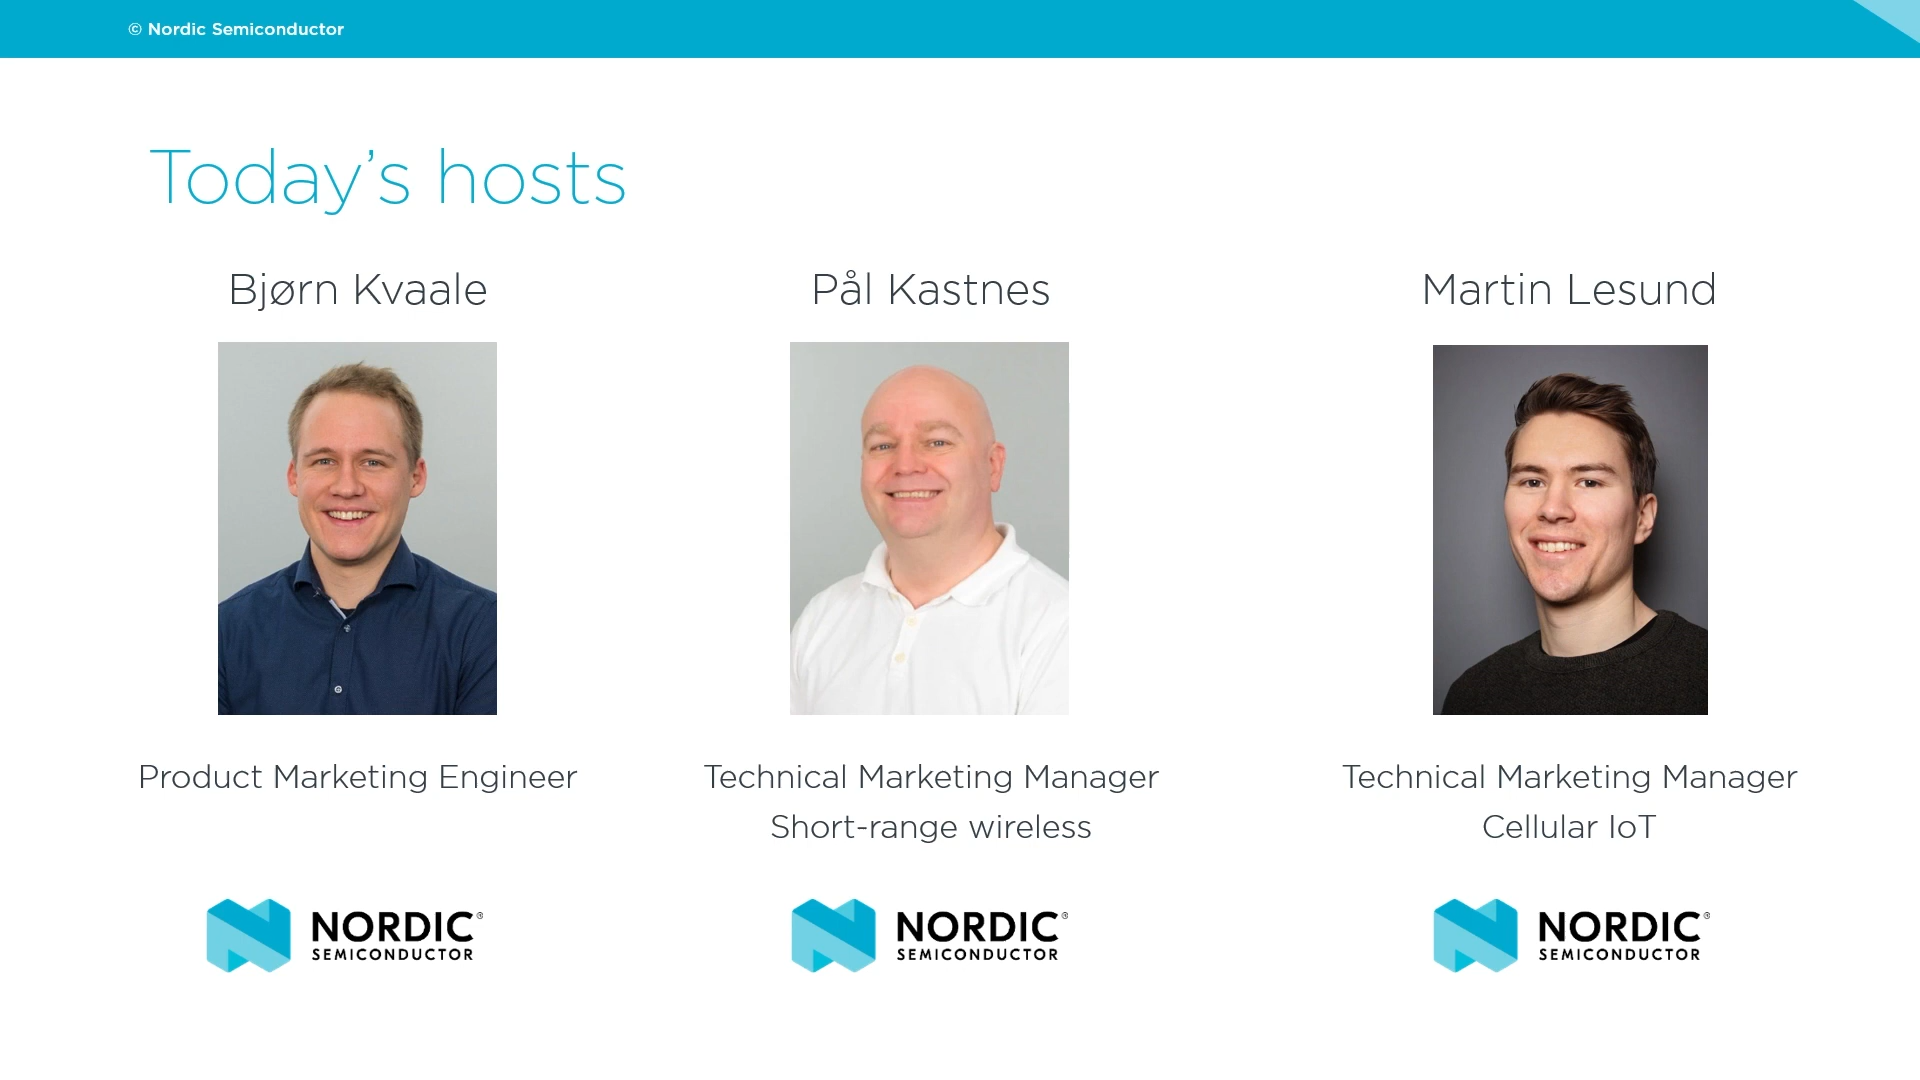 © Nordic Semiconductor
Today’s hosts
Bjørn Kvaale
Pål Kastnes
Martin Lesund
Product Marketing Engineer
Technical Marketing Manager
Short-range wireless
Technical Marketing Manager
Cellular IoT
NORDIC®
SEMICONDUCTOR
NORDIC®
SEMICONDUCTOR
NORDIC®
SEMICONDUCTOR